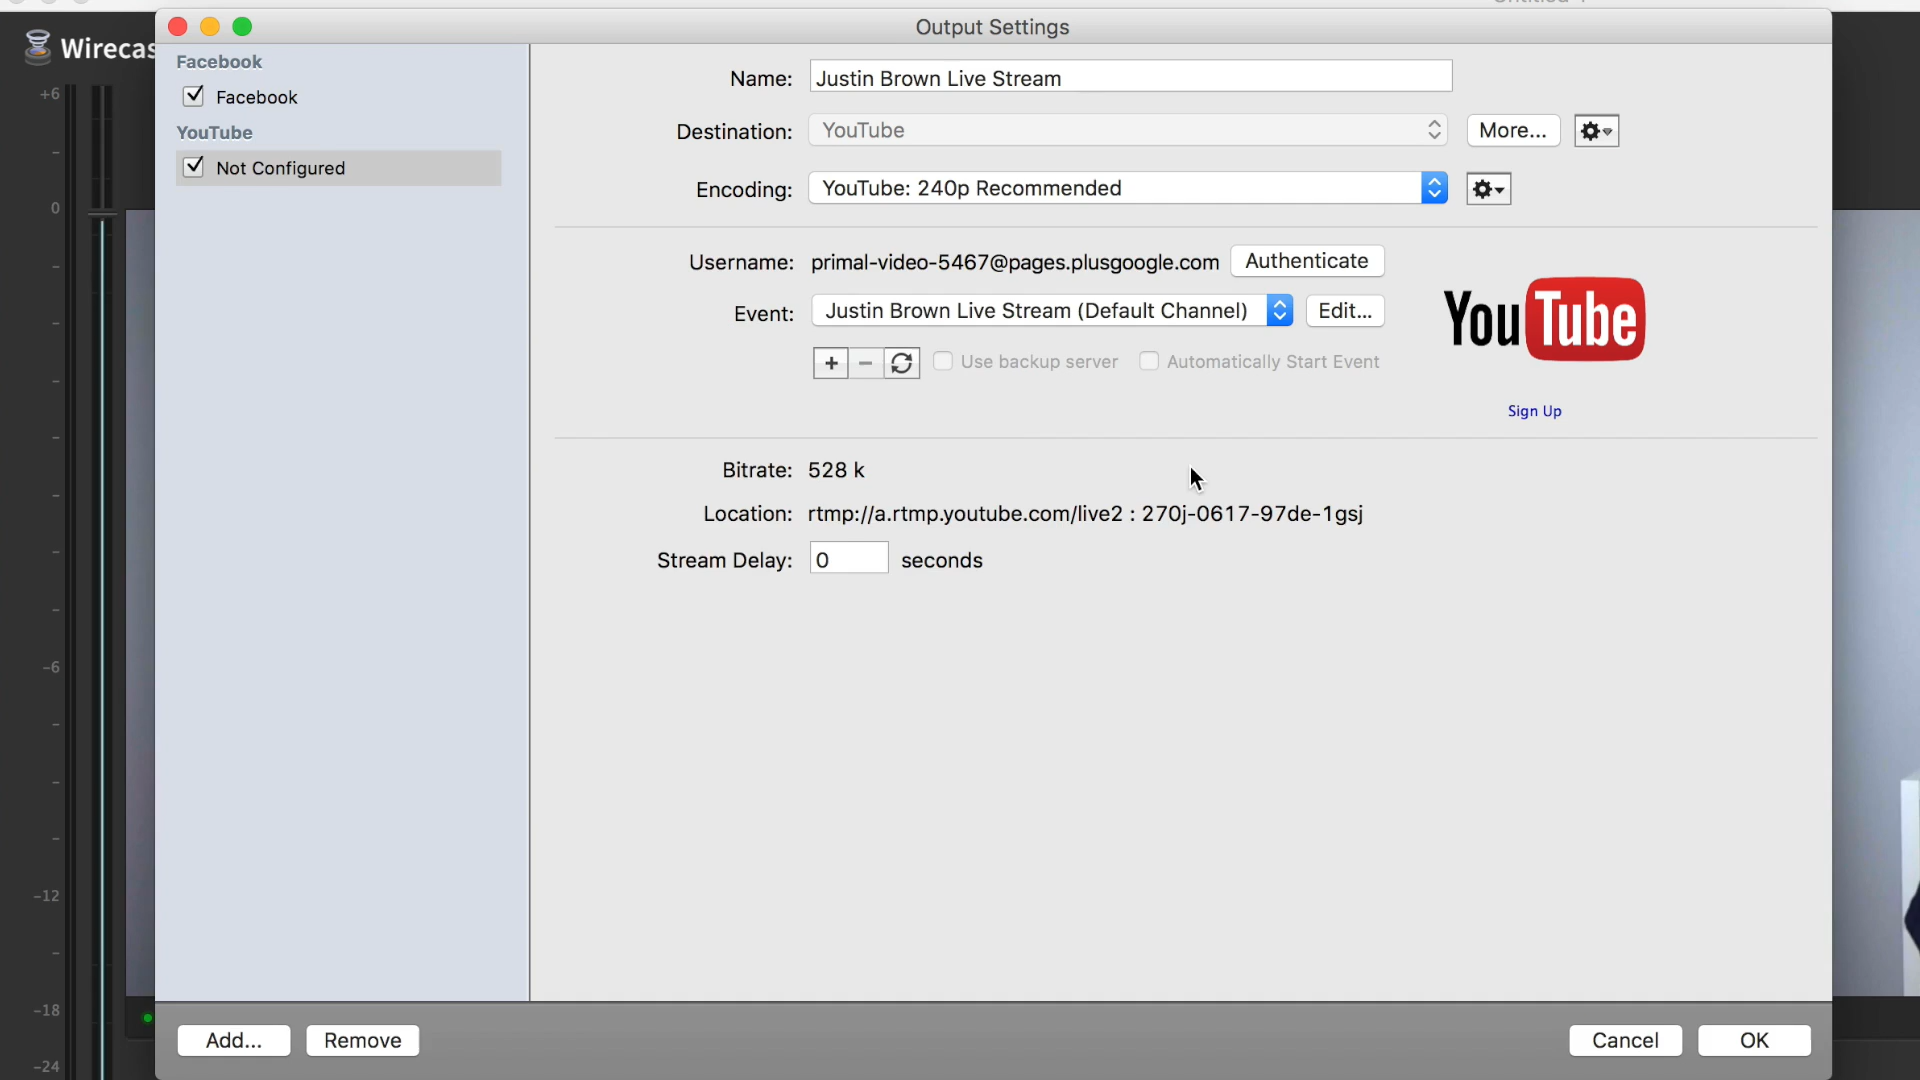 Output Settings
Wirecas
Facebook
Facebook
YouTube
Not Configured
Name: Justin Brown Live Stream
Destination: YouTube More...
Encoding: YouTube: 240p Recommended
Username: primal-video-5467@pages.plusgoogle.com Authenticate
Event: Justin Brown Live Stream (Default Channel) Edit...
+ − Use backup server Automatically Start Event
YouTube
Sign Up
Bitrate: 528 k
Location: rtmp://a.rtmp.youtube.com/live2 : 270j-0617-97de-1gsj
Stream Delay: 0 seconds
+6
0
-6
-12
-18
-24
Add... Remove Cancel OK